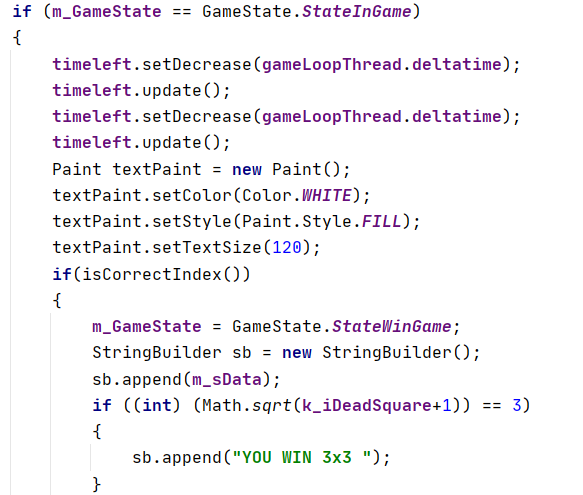 if (m_GameState == GameState.StateInGame)
{
    timeleft.setDecrease(gameLoopThread.deltatime);
    timeleft.update();
    timeleft.setDecrease(gameLoopThread.deltatime);
    timeleft.update();
    Paint textPaint = new Paint();
    textPaint.setColor(Color.WHITE);
    textPaint.setStyle(Paint.Style.FILL);
    textPaint.setTextSize(120);
    if(isCorrectIndex())
    {
        m_GameState = GameState.StateWinGame;
        StringBuilder sb = new StringBuilder();
        sb.append(m_sData);
        if ((int) (Math.sqrt(k_iDeadSquare+1)) == 3)
        {
            sb.append("YOU WIN 3x3 ");
        }